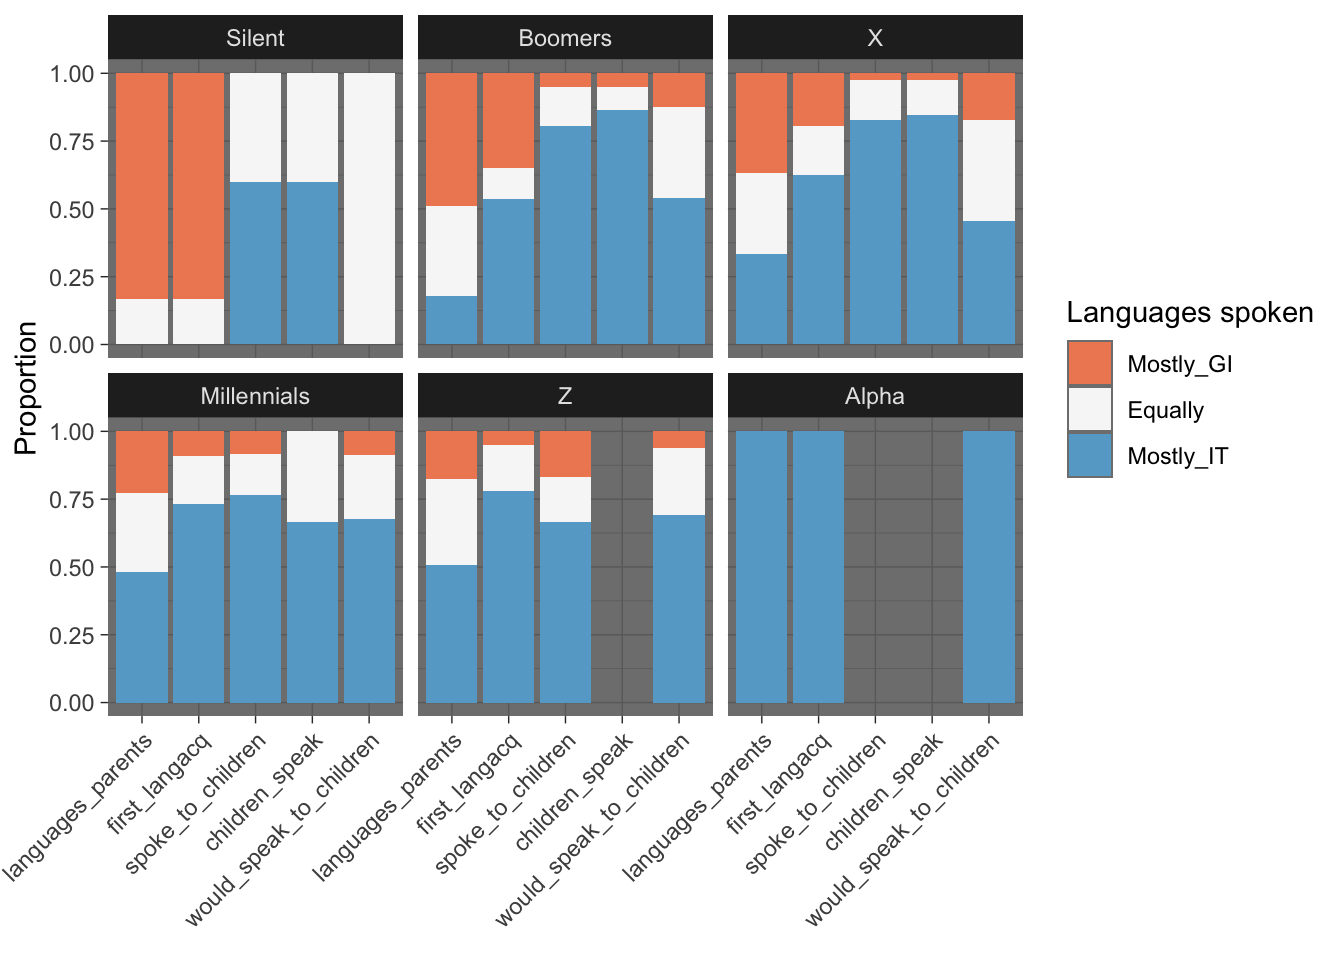 Silent
Boomers
X
1.00
0.75
0.50
0.25
0.00
Proportion
Millennials
Z
Alpha
1.00
0.75
0.50
0.25
0.00
languages_parents
first_langacq
spoke_to_children
children_speak
would_speak_to_children
languages_parents
first_langacq
spoke_to_children
children_speak
would_speak_to_children
languages_parents
first_langacq
spoke_to_children
children_speak
would_speak_to_children
Languages spoken
Mostly_GI
Equally
Mostly_IT